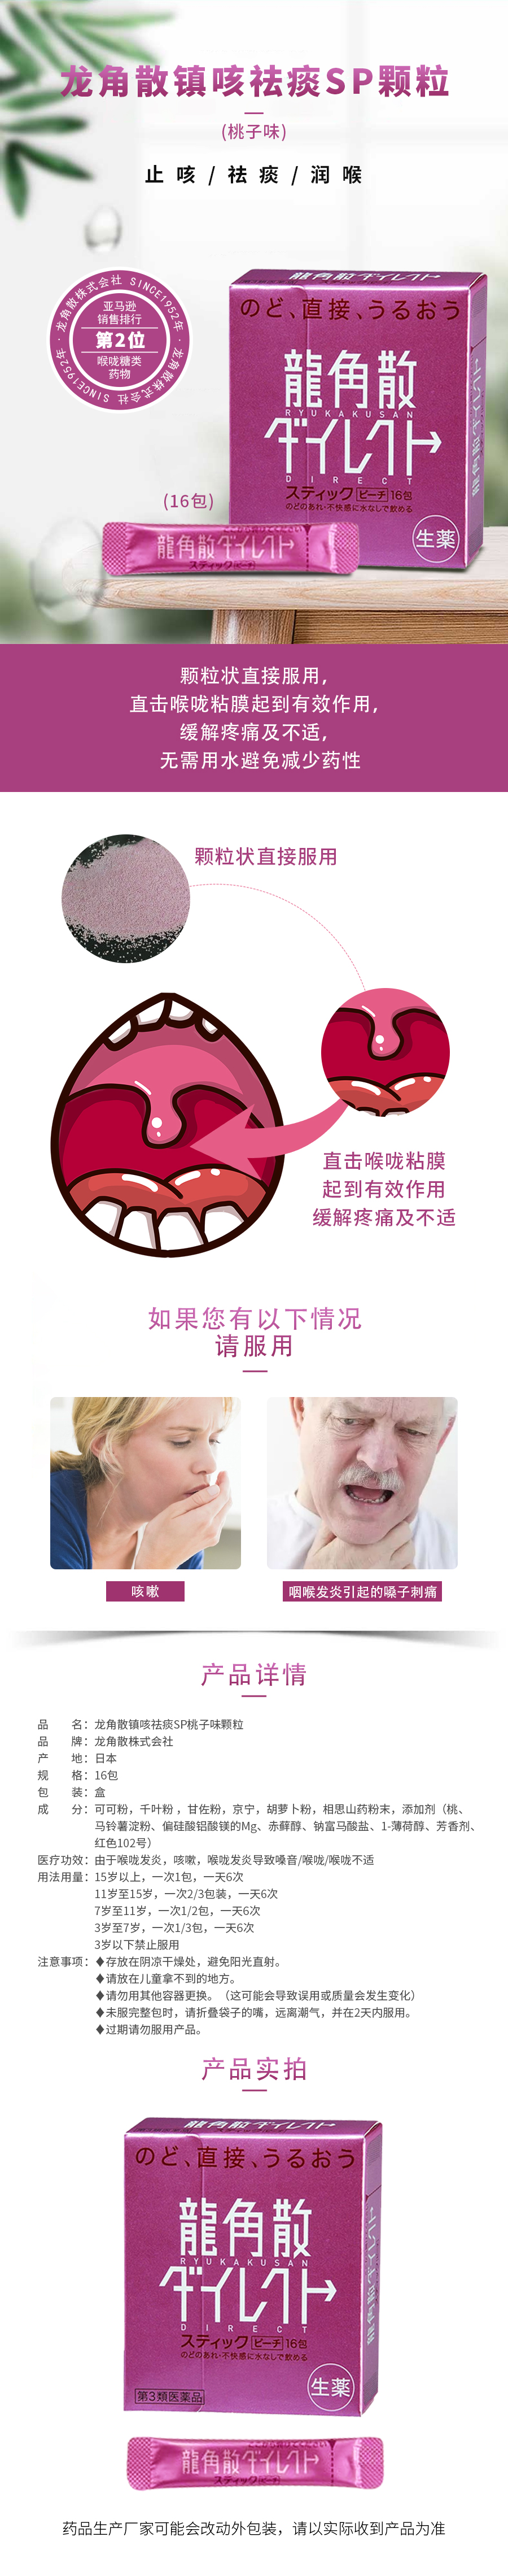 龙角散镇咳祛痰SP颗粒
(桃子味)
止咳/祛痰/润喉
龙角散株式会社 SINCE1952年 · 龙角散株式会社 SINCE1952年 ·
亚马逊
销售排行
第2位
喉咙糖类
药物
龍角散ダイレクト
のど、直接、うるおう
龍角散
RYUKAKUSAN
ダイレクト
DIRECT
スティック ピーチ 16包
のどのあれ・不快感に水なしで飲める
生薬
龍角散ダイレクト
(16包)
龍角散ダイレクト
スティック ピーチ
颗粒状直接服用,
直击喉咙粘膜起到有效作用,
缓解疼痛及不适,
无需用水避免减少药性
颗粒状直接服用
直击喉咙粘膜
起到有效作用
缓解疼痛及不适
如果您有以下情况
请服用
咳嗽
咽喉发炎引起的嗓子刺痛
产品详情
品 名：龙角散镇咳祛痰SP桃子味颗粒
品 牌：龙角散株式会社
产 地：日本
规 格：16包
包 装：盒
成 分：可可粉，千叶粉 ，甘佐粉，京宁，胡萝卜粉，相思山药粉末，添加剂（桃、
马铃薯淀粉、偏硅酸铝酸镁的Mg、赤藓醇、钠富马酸盐、1-薄荷醇、芳香剂、
红色102号）
医疗功效：由于喉咙发炎，咳嗽，喉咙发炎导致嗓音/喉咙/喉咙不适
用法用量：15岁以上，一次1包，一天6次
11岁至15岁，一次2/3包装，一天6次
7岁至11岁，一次1/2包，一天6次
3岁至7岁，一次1/3包，一天6次
3岁以下禁止服用
注意事项：♦存放在阴凉干燥处，避免阳光直射。
♦请放在儿童拿不到的地方。
♦请勿用其他容器更换。（这可能会导致误用或质量会发生变化）
♦未服完整包时，请折叠袋子的嘴，远离潮气，并在2天内服用。
♦过期请勿服用产品。
产品实拍
龍角散ダイレクト
のど、直接、うるおう
龍角散
RYUKAKUSAN
ダイレクト
DIRECT
スティック ピーチ 16包
のどのあれ・不快感に水なしで飲める
第3類医薬品
生薬
龍角散ダイレクト
龍角散ダイレクト
スティック ピーチ
药品生产厂家可能会改动外包装，请以实际收到产品为准